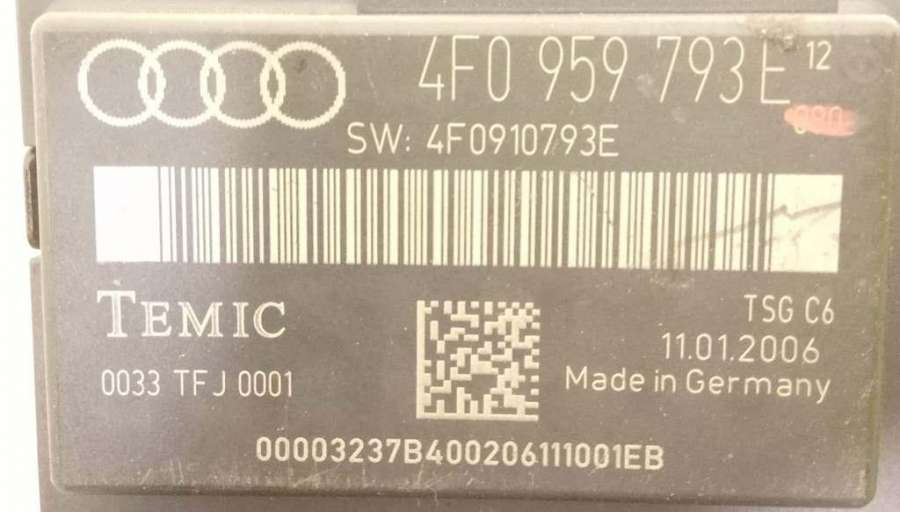 4F0 959 793E 12
090
SW: 4F0910793E
TEMIC
TSG C6
11.01.2006
0033 TFJ 0001
Made in Germany
00003237B400206111001EB